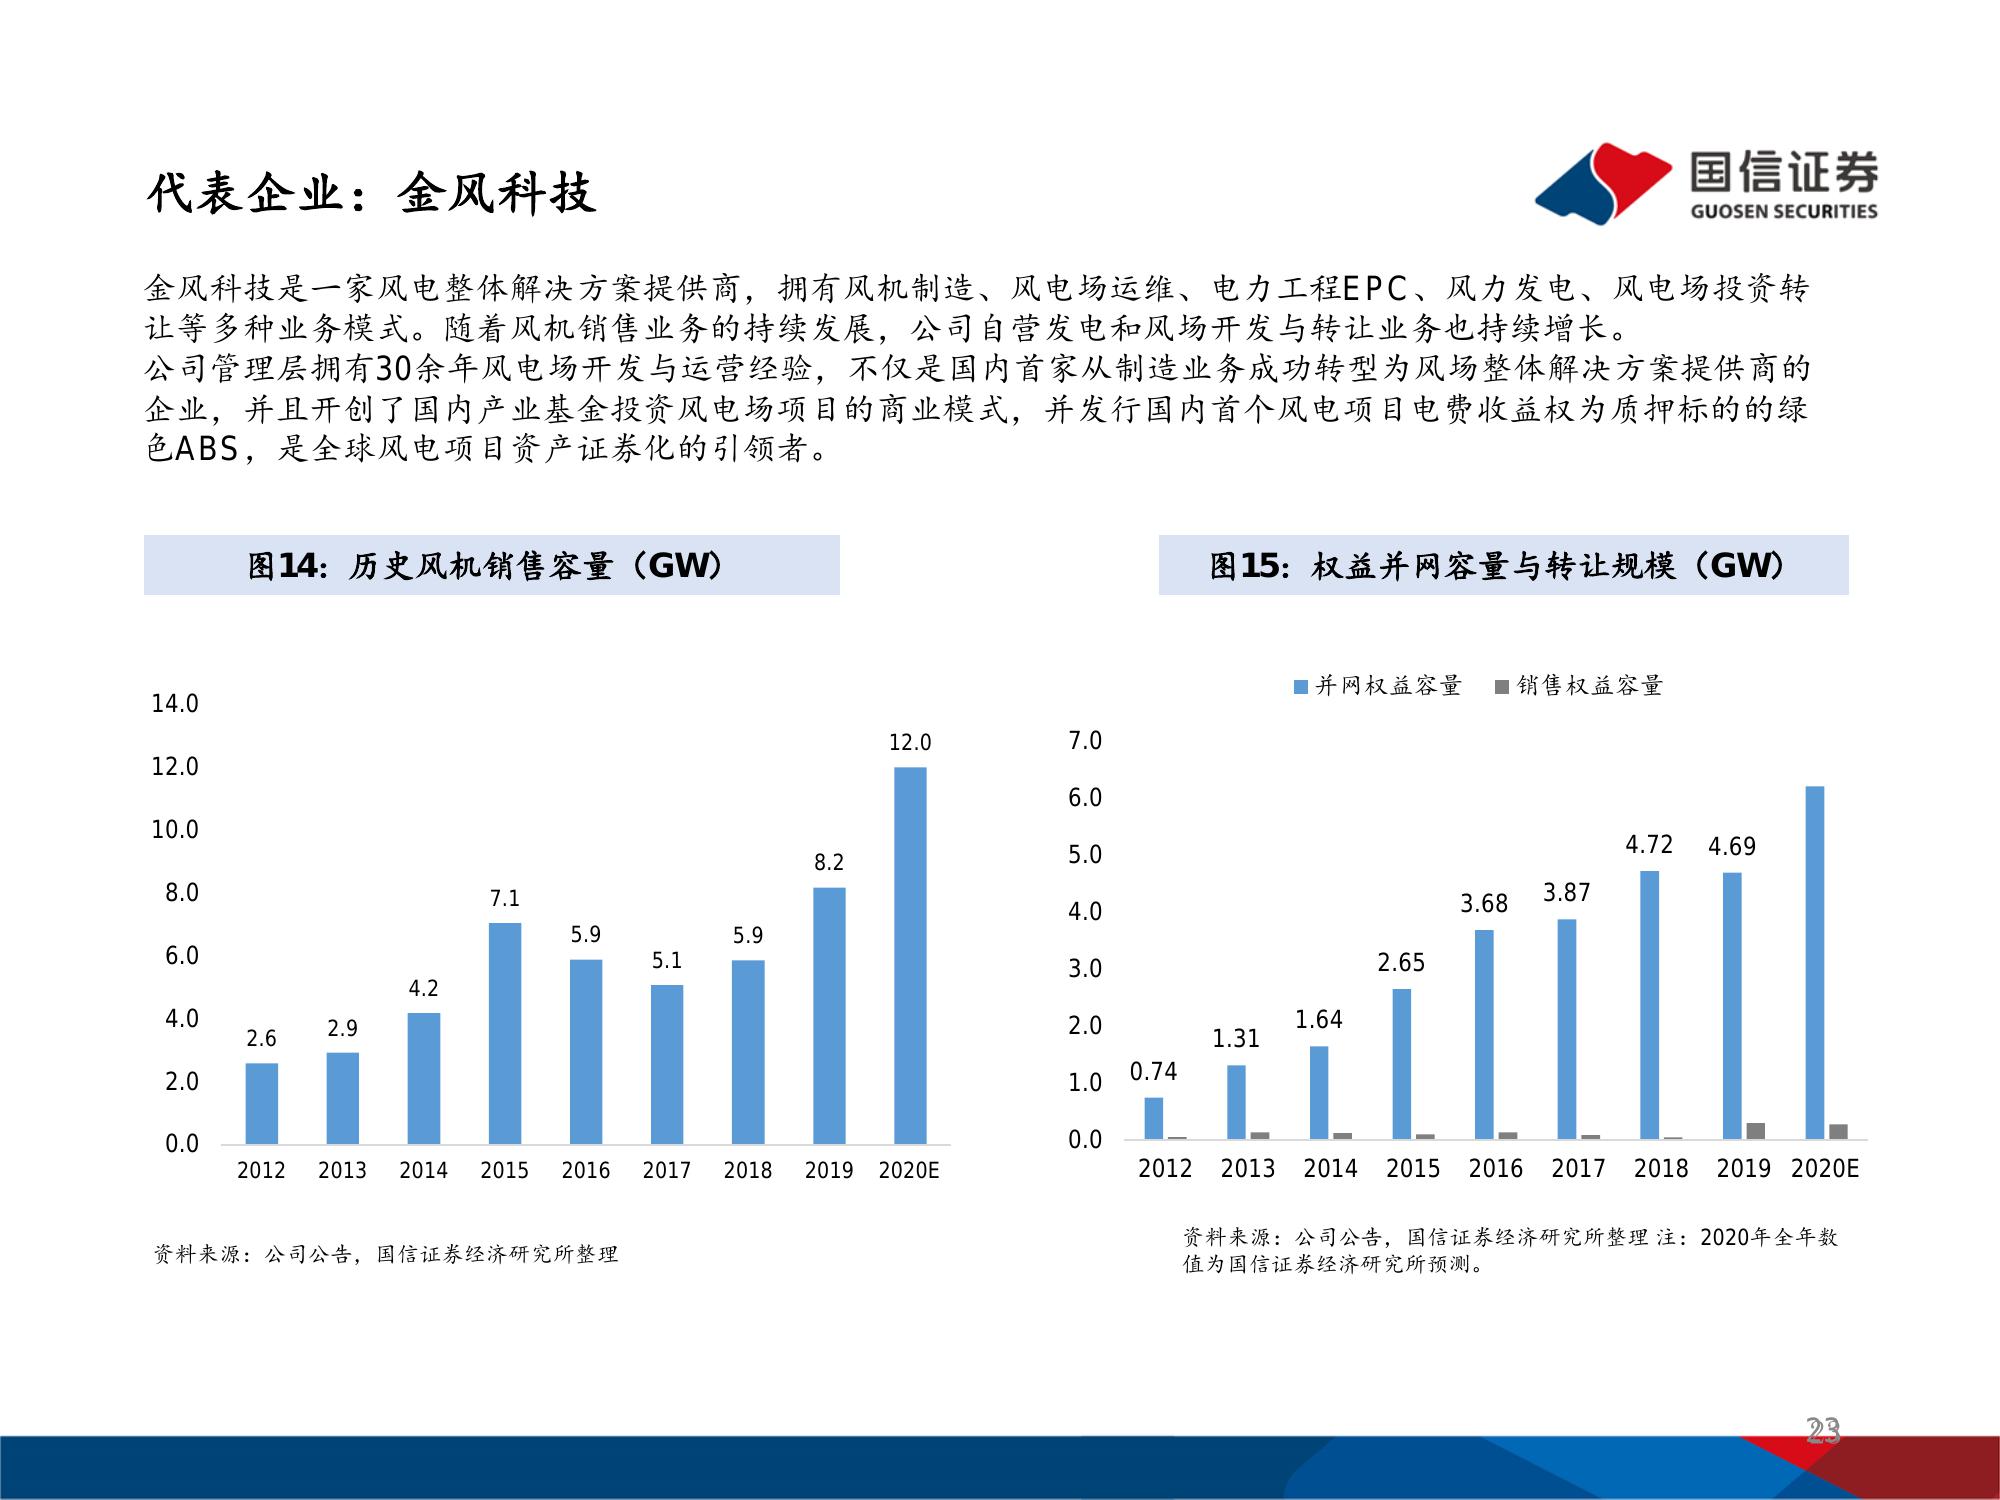 代表企业：金风科技
国信证券
GUOSEN SECURITIES
金风科技是一家风电整体解决方案提供商，拥有风机制造、风电场运维、电力工程EPC、风力发电、风电场投资转
让等多种业务模式。随着风机销售业务的持续发展，公司自营发电和风场开发与转让业务也持续增长。
公司管理层拥有30余年风电场开发与运营经验，不仅是国内首家从制造业务成功转型为风场整体解决方案提供商的
企业，并且开创了国内产业基金投资风电场项目的商业模式，并发行国内首个风电项目电费收益权为质押标的的绿
色ABS，是全球风电项目资产证券化的引领者。
图14：历史风机销售容量（GW）
14.0
12.0
10.0
8.0
6.0
4.0
2.0
0.0
2.6
2.9
4.2
7.1
5.9
5.1
5.9
8.2
12.0
2012 2013 2014 2015 2016 2017 2018 2019 2020E
资料来源：公司公告，国信证券经济研究所整理
图15：权益并网容量与转让规模（GW）
并网权益容量 销售权益容量
7.0
6.0
5.0
4.0
3.0
2.0
1.0
0.0
0.74
1.31
1.64
2.65
3.68
3.87
4.72
4.69
2012 2013 2014 2015 2016 2017 2018 2019 2020E
资料来源：公司公告，国信证券经济研究所整理 注：2020年全年数
值为国信证券经济研究所预测。
23